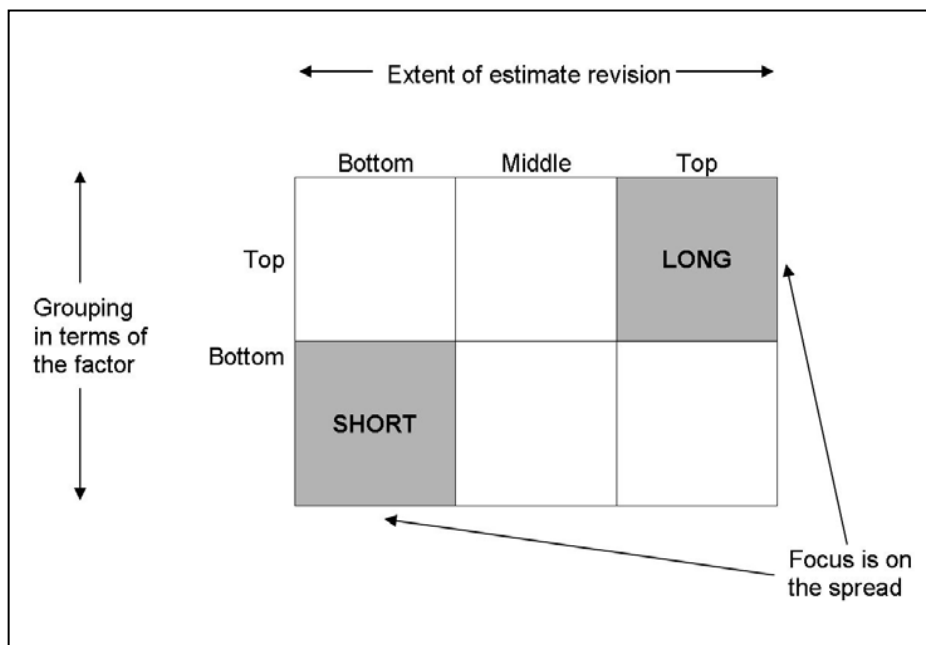 Extent of estimate revision
Bottom Middle Top
Top
LONG
Grouping
in terms of
the factor
Bottom
SHORT
Focus is on
the spread